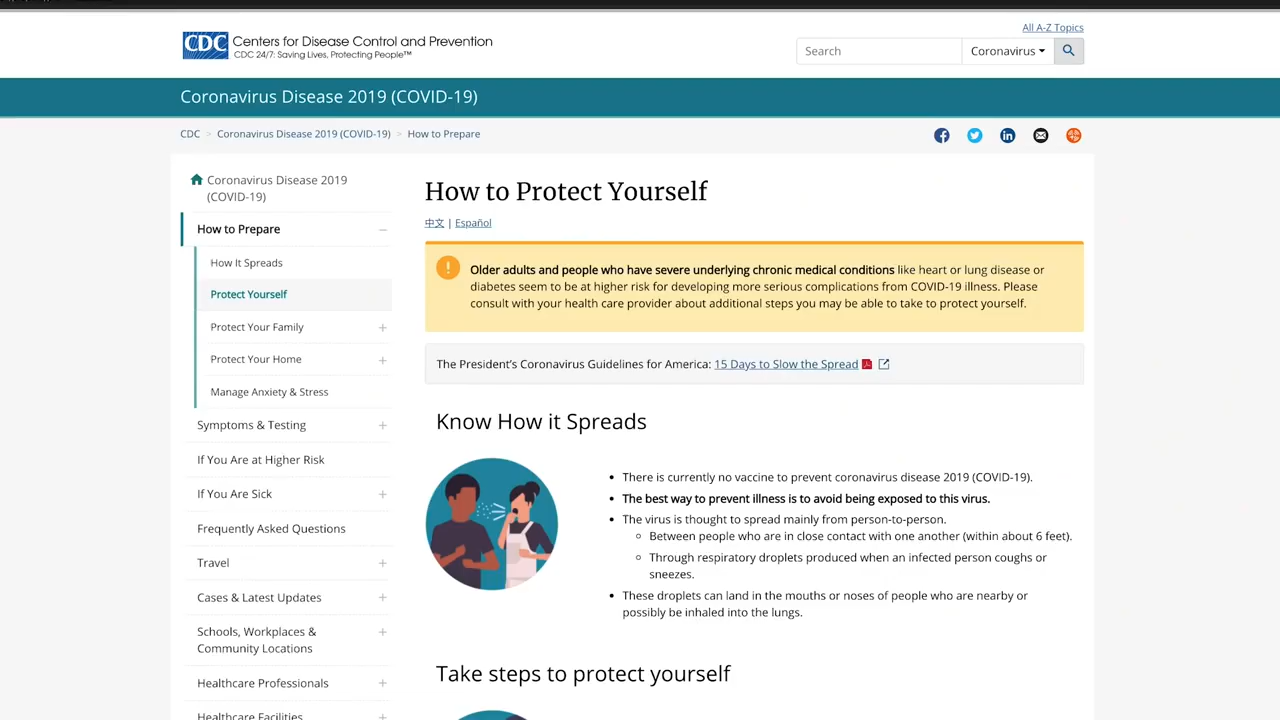 All A-Z Topics
CDC Centers for Disease Control and Prevention
CDC 24/7: Saving Lives, Protecting People™
Search
Coronavirus
Coronavirus Disease 2019 (COVID-19)
CDC > Coronavirus Disease 2019 (COVID-19) > How to Prepare
Coronavirus Disease 2019
(COVID-19)
How to Prepare
How It Spreads
Protect Yourself
Protect Your Family
Protect Your Home
Manage Anxiety & Stress
Symptoms & Testing
If You Are at Higher Risk
If You Are Sick
Frequently Asked Questions
Travel
Cases & Latest Updates
Schools, Workplaces &
Community Locations
Healthcare Professionals
Healthcare Facilities
How to Protect Yourself
中文 | Español
Older adults and people who have severe underlying chronic medical conditions like heart or lung disease or
diabetes seem to be at higher risk for developing more serious complications from COVID-19 illness. Please
consult with your health care provider about additional steps you may be able to take to protect yourself.
The President’s Coronavirus Guidelines for America: 15 Days to Slow the Spread
Know How it Spreads
There is currently no vaccine to prevent coronavirus disease 2019 (COVID-19).
The best way to prevent illness is to avoid being exposed to this virus.
The virus is thought to spread mainly from person-to-person.
Between people who are in close contact with one another (within about 6 feet).
Through respiratory droplets produced when an infected person coughs or
sneezes.
These droplets can land in the mouths or noses of people who are nearby or
possibly be inhaled into the lungs.
Take steps to protect yourself